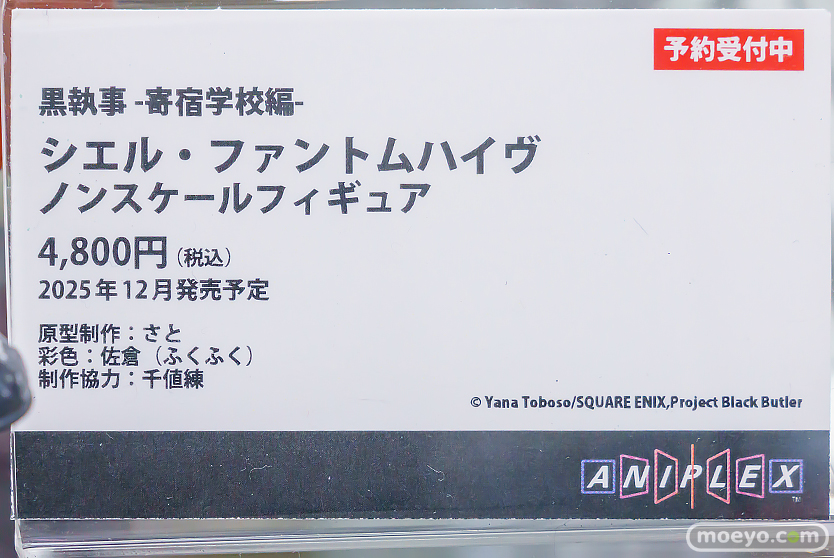 予約受付中
黒執事 -寄宿学校編-
シエル・ファントムハイヴ
ノンスケールフィギュア
4,800円（税込）
2025年12月発売予定
原型制作：さと
彩色：佐倉（ふくふく）
制作協力：千値練
© Yana Toboso/SQUARE ENIX,Project Black Butler
ANIPLEX
™
moeyo.com